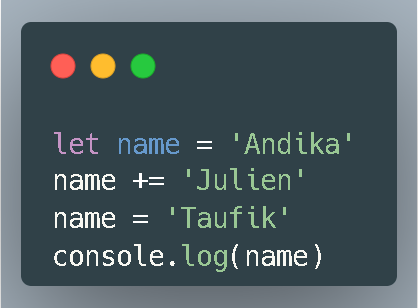 let name = 'Andika'
name += 'Julien'
name = 'Taufik'
console.log(name)